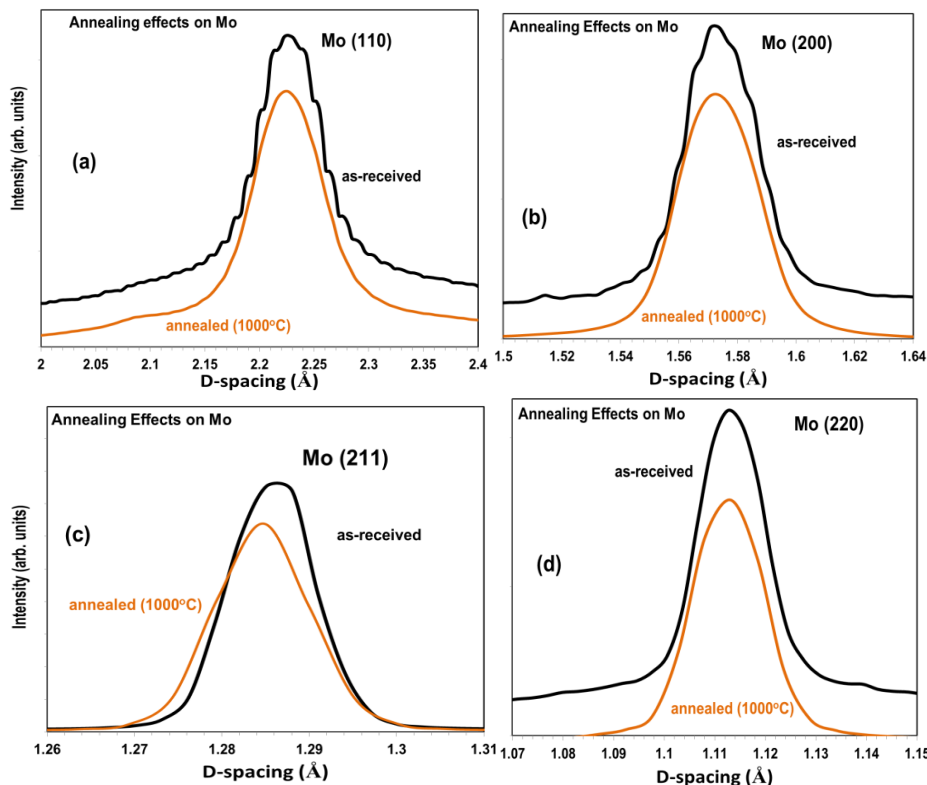 Annealing Effects on Mo
Mo (110)
Intensity (arb. units)
(a)
as-received
annealed (1000°C)
2 2.05 2.1 2.15 2.2 2.25 2.3 2.35 2.4
D-spacing (Å)
Annealing Effects on Mo
Mo (200)
as-received
(b)
annealed (1000°C)
1.5 1.52 1.54 1.56 1.58 1.6 1.62 1.64
D-spacing (Å)
Annealing Effects on Mo
Mo (211)
Intensity (arb. units)
(c)
as-received
annealed (1000°C)
1.26 1.27 1.28 1.29 1.3 1.31
D-spacing (Å)
Annealing Effects on Mo
Mo (220)
as-received
(d)
annealed (1000°C)
1.07 1.08 1.09 1.1 1.11 1.12 1.13 1.14 1.15
D-spacing (Å)